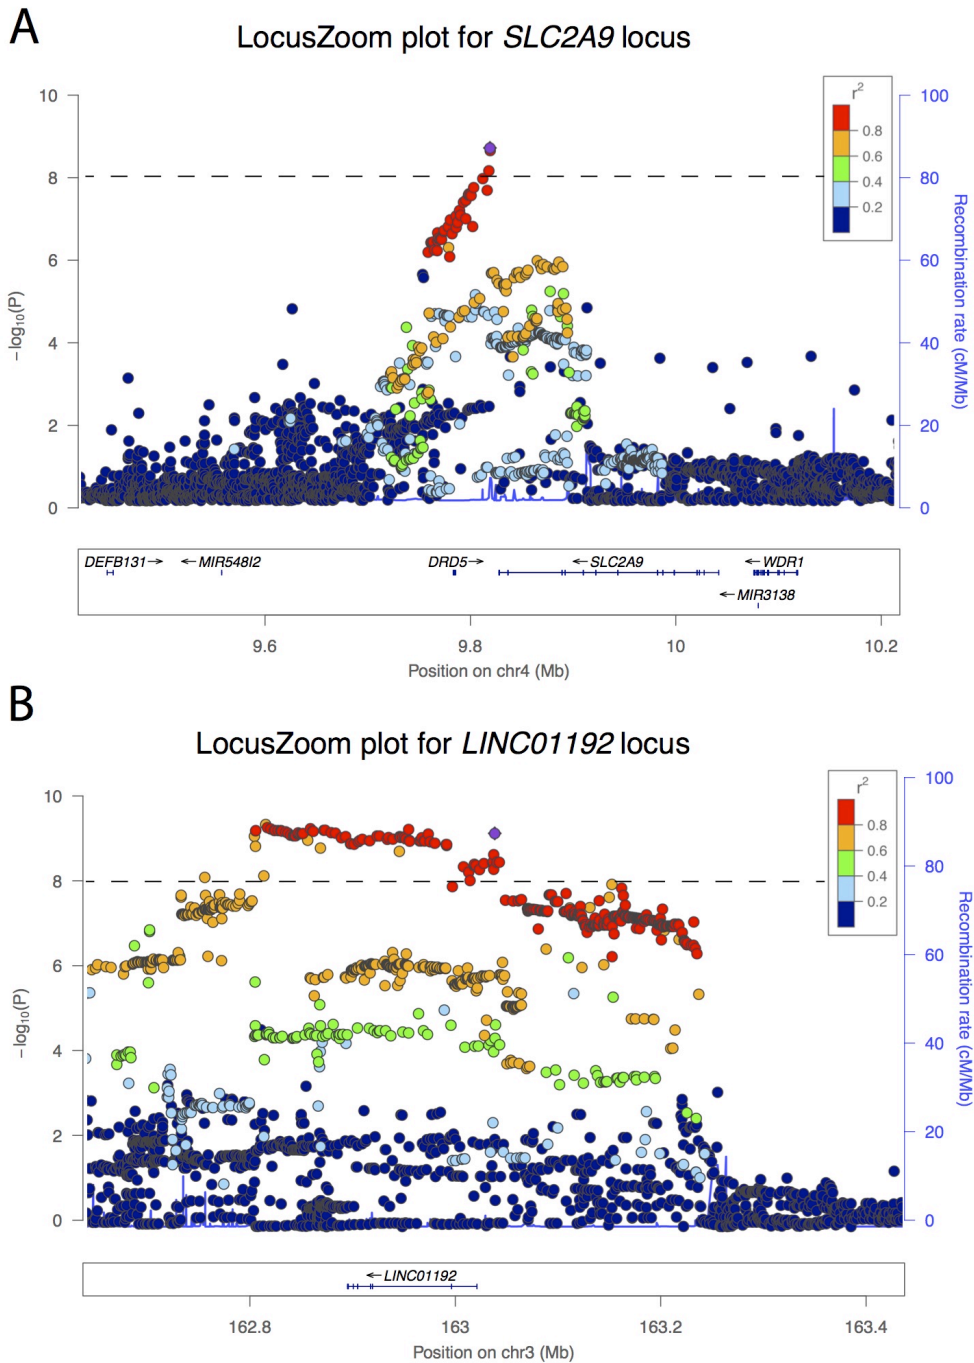 A
LocusZoom plot for SLC2A9 locus
10
8
6
4
2
0
−log10(P)
100
80
60
40
20
0
Recombination rate (cM/Mb)
r2
0.8
0.6
0.4
0.2
DEFB131→ ←MIR548I2 DRD5→ ←SLC2A9 ←WDR1
←MIR3138
9.6 9.8 10 10.2
Position on chr4 (Mb)
B
LocusZoom plot for LINC01192 locus
10
8
6
4
2
0
−log10(P)
100
80
60
40
20
0
Recombination rate (cM/Mb)
r2
0.8
0.6
0.4
0.2
←LINC01192
162.8 163 163.2 163.4
Position on chr3 (Mb)